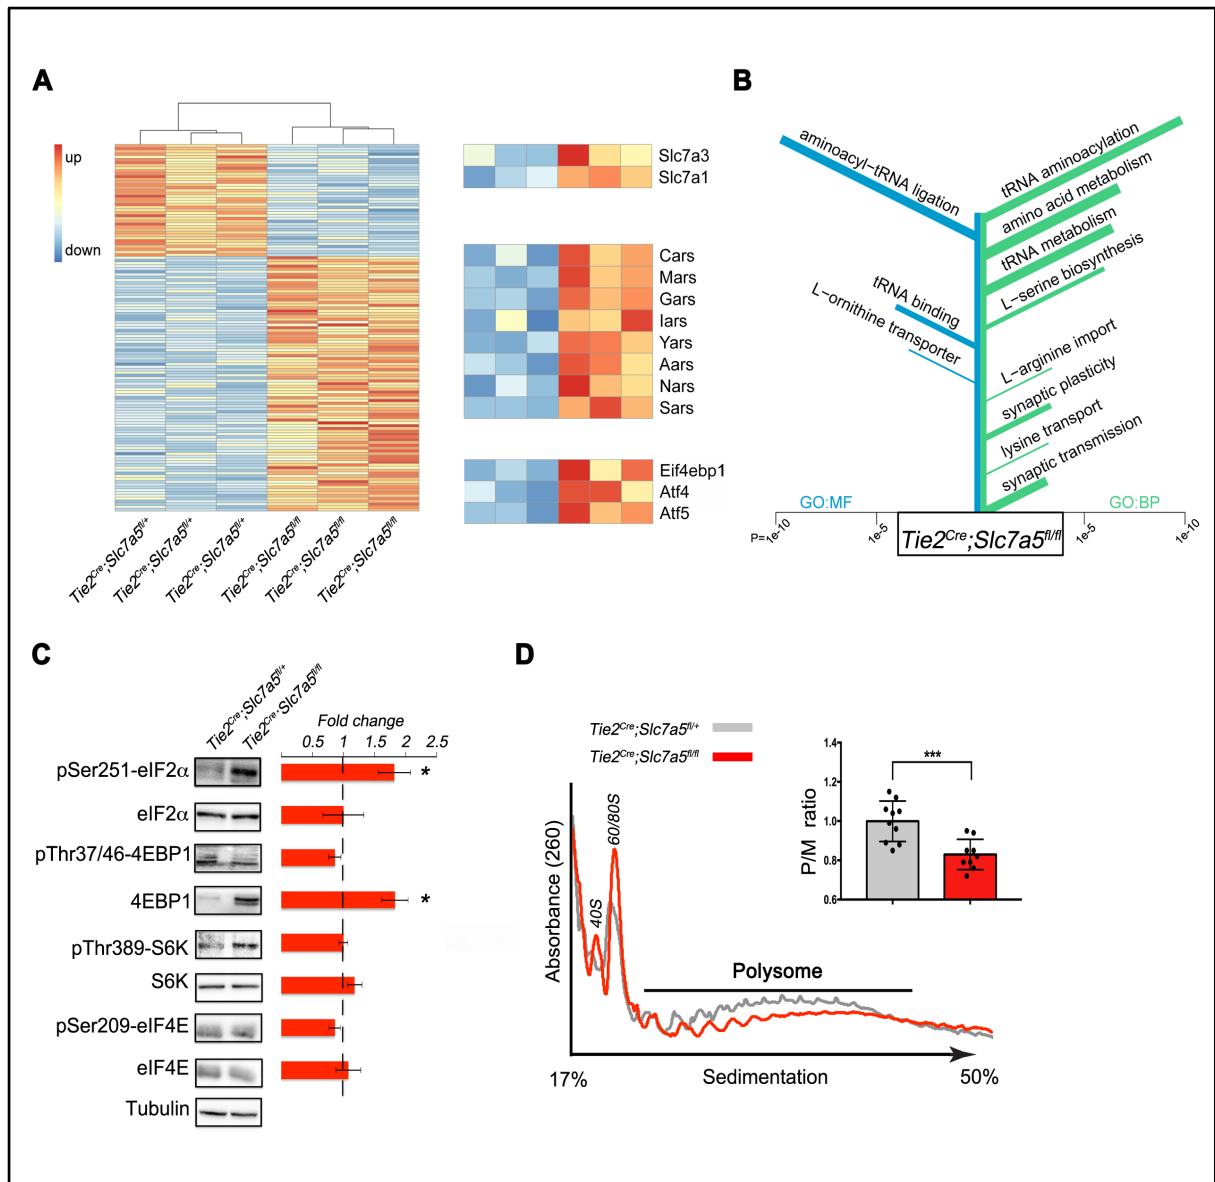 A
up
down
Tie2Cre;Slc7a5fl/+
Tie2Cre;Slc7a5fl/+
Tie2Cre;Slc7a5fl/+
Tie2Cre;Slc7a5fl/fl
Tie2Cre;Slc7a5fl/fl
Tie2Cre;Slc7a5fl/fl
Slc7a3
Slc7a1
Cars
Mars
Gars
Iars
Yars
Aars
Nars
Sars
Eif4ebp1
Atf4
Atf5
B
aminoacyl-tRNA ligation
tRNA binding
L-ornithine transporter
tRNA aminoacylation
amino acid metabolism
tRNA metabolism
L-serine biosynthesis
L-arginine import
synaptic plasticity
lysine transport
synaptic transmission
GO:MF
GO:BP
P=
1e-10
1e-5
Tie2Cre;Slc7a5fl/fl
1e-5
1e-10
C
Tie2Cre;Slc7a5fl/+
Tie2Cre;Slc7a5fl/fl
Fold change
0.5 1 1.5 2 2.5
pSer251-eIF2α
*
eIF2α
pThr37/46-4EBP1
4EBP1
*
pThr389-S6K
S6K
pSer209-eIF4E
eIF4E
Tubulin
D
Tie2Cre;Slc7a5fl/+
Tie2Cre;Slc7a5fl/fl
Absorbance (260)
40S
60/80S
Polysome
17%
Sedimentation
50%
P/M ratio
1.4
1.2
1.0
0.8
0.6
***